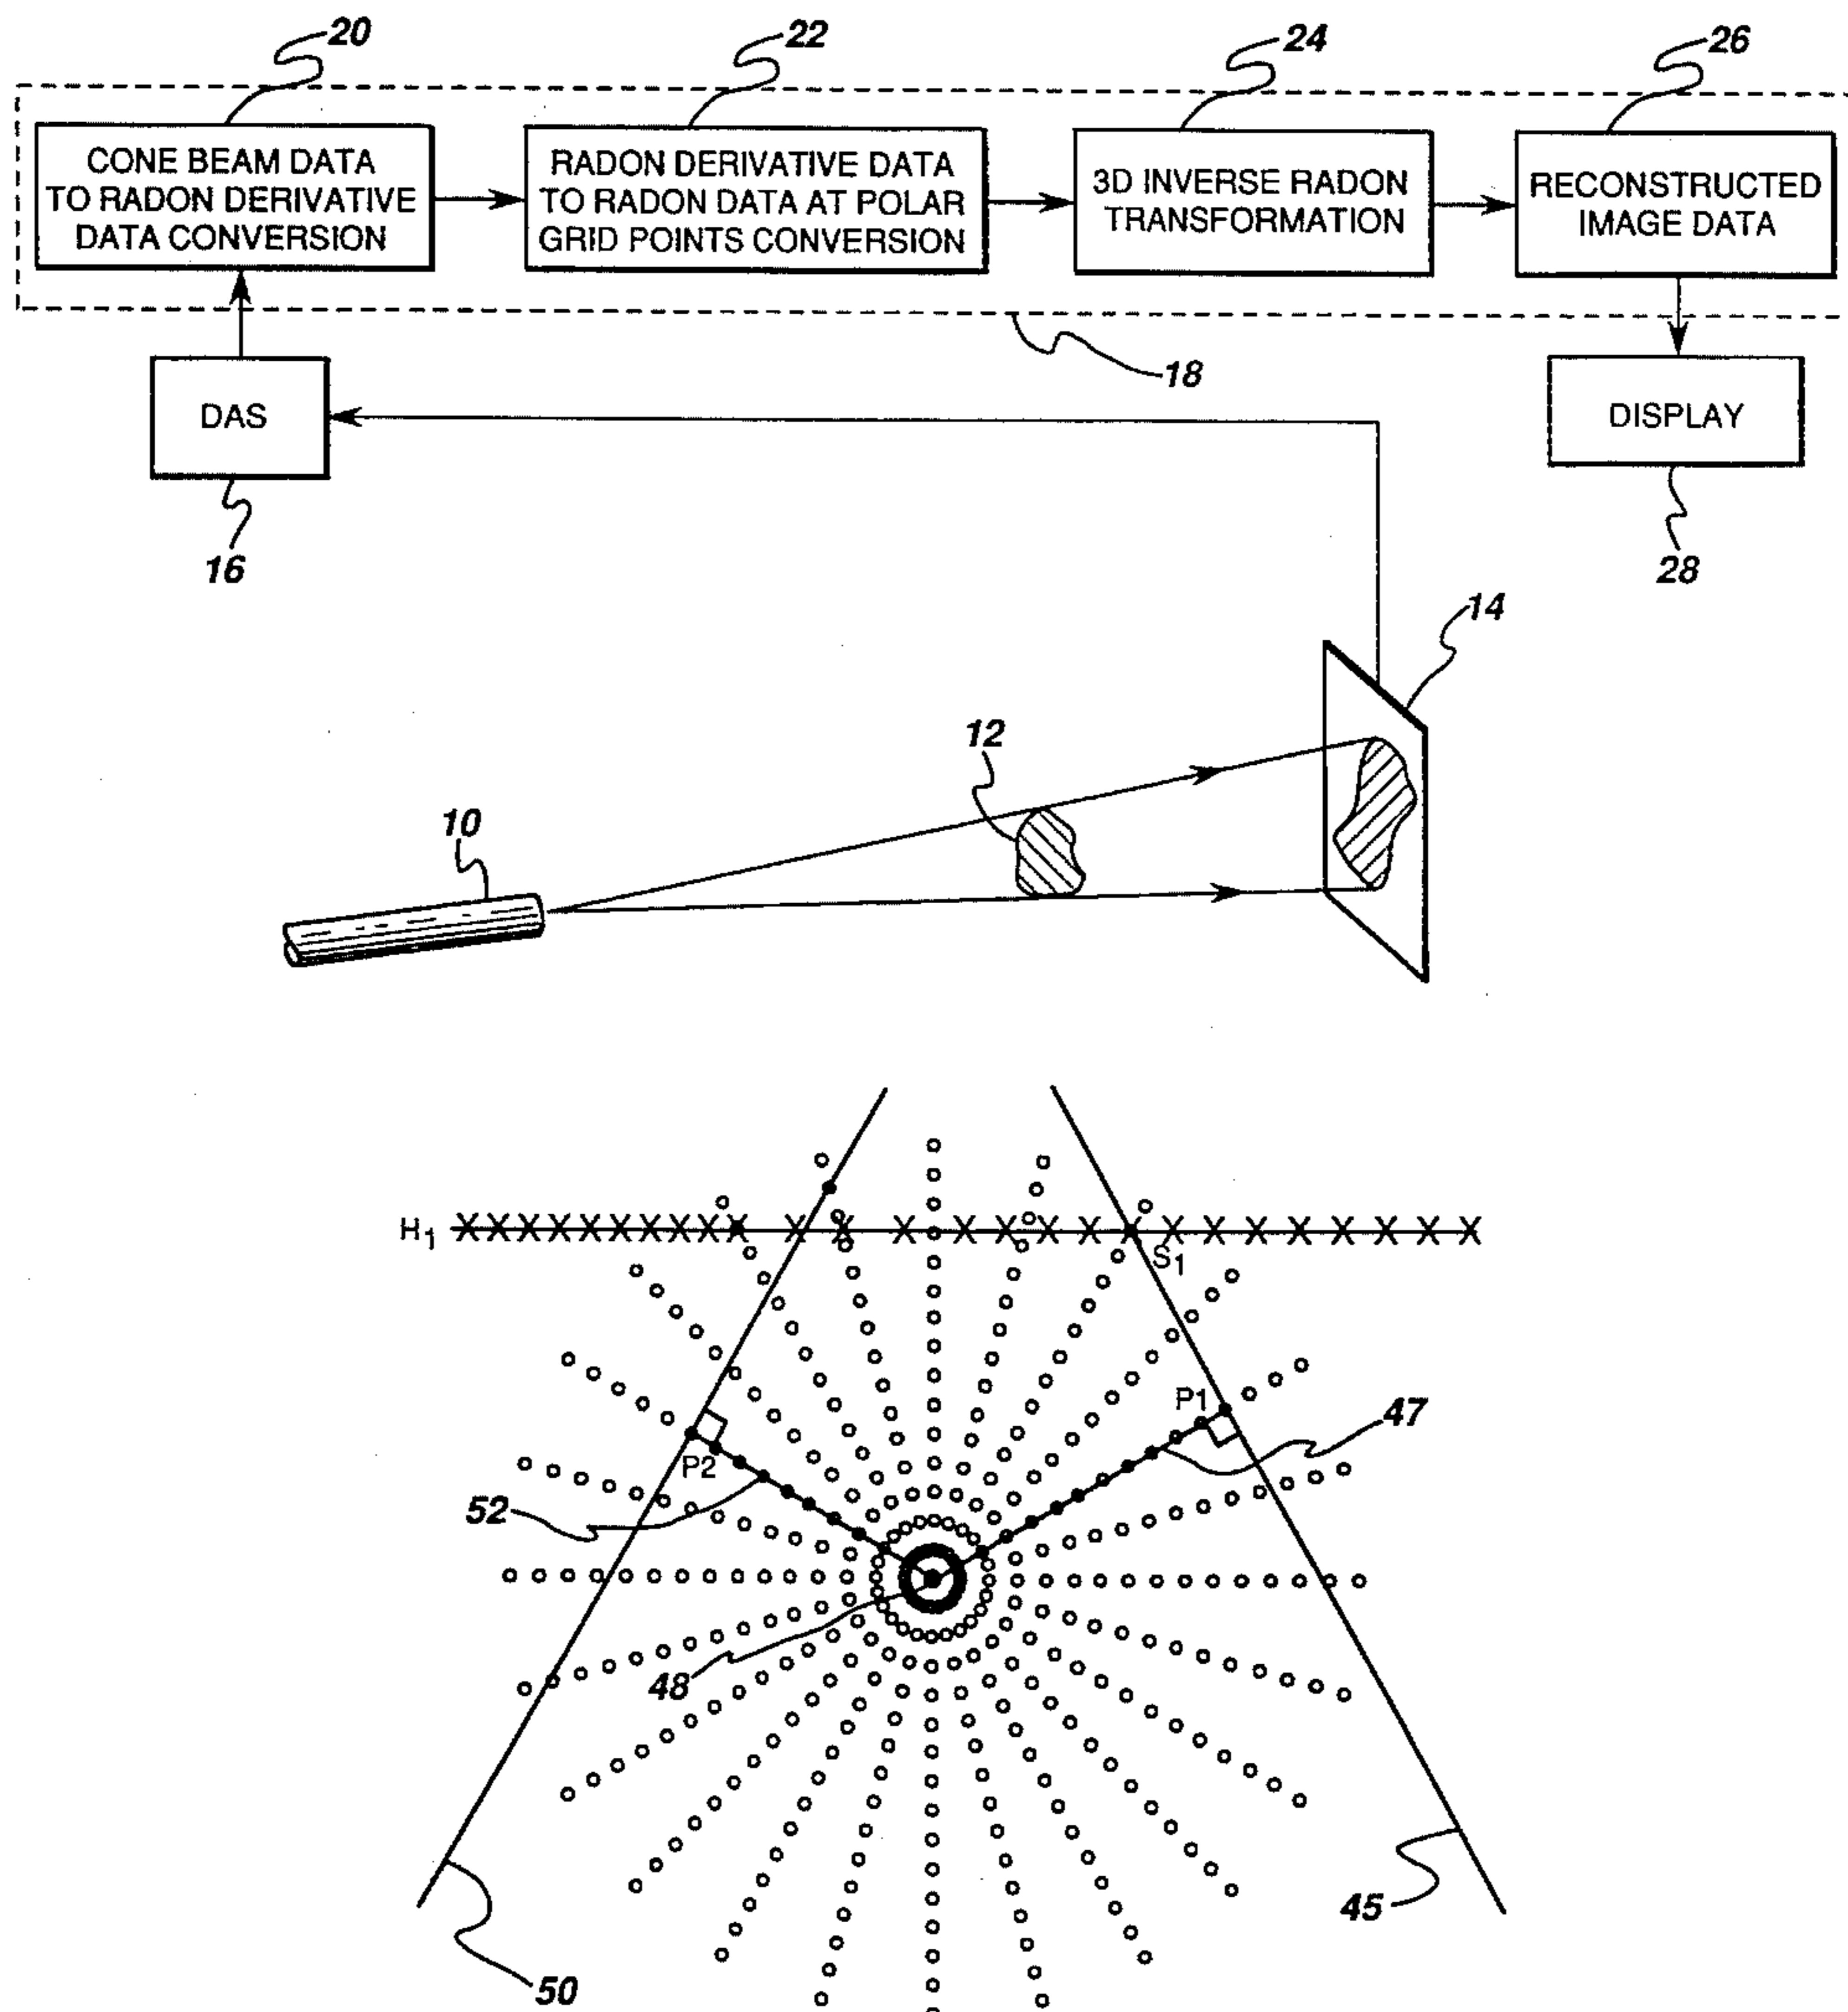 20
22
24
26
CONE BEAM DATA
TO RADON DERIVATIVE
DATA CONVERSION
RADON DERIVATIVE DATA
TO RADON DATA AT POLAR
GRID POINTS CONVERSION
3D INVERSE RADON
TRANSFORMATION
RECONSTRUCTED
IMAGE DATA
18
DAS
DISPLAY
16
28
14
12
10
H1
S1
P1
47
P2
52
48
45
50